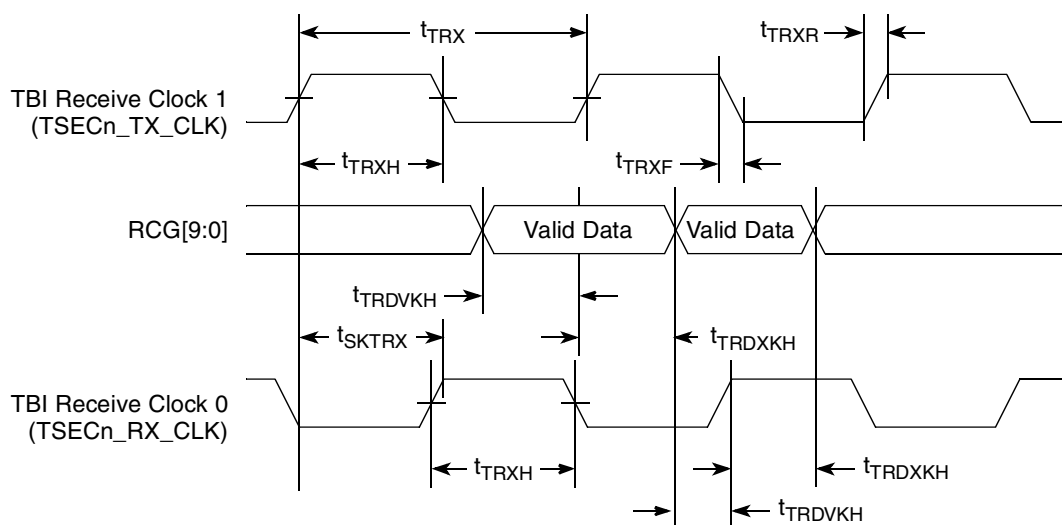 tTRX
tTRXR
TBI Receive Clock 1
(TSECn_TX_CLK)
tTRXH
tTRXF
RCG[9:0]
Valid Data
Valid Data
tTRDVKH
tSKTRX
tTRDXKH
TBI Receive Clock 0
(TSECn_RX_CLK)
tTRXH
tTRDXKH
tTRDVKH